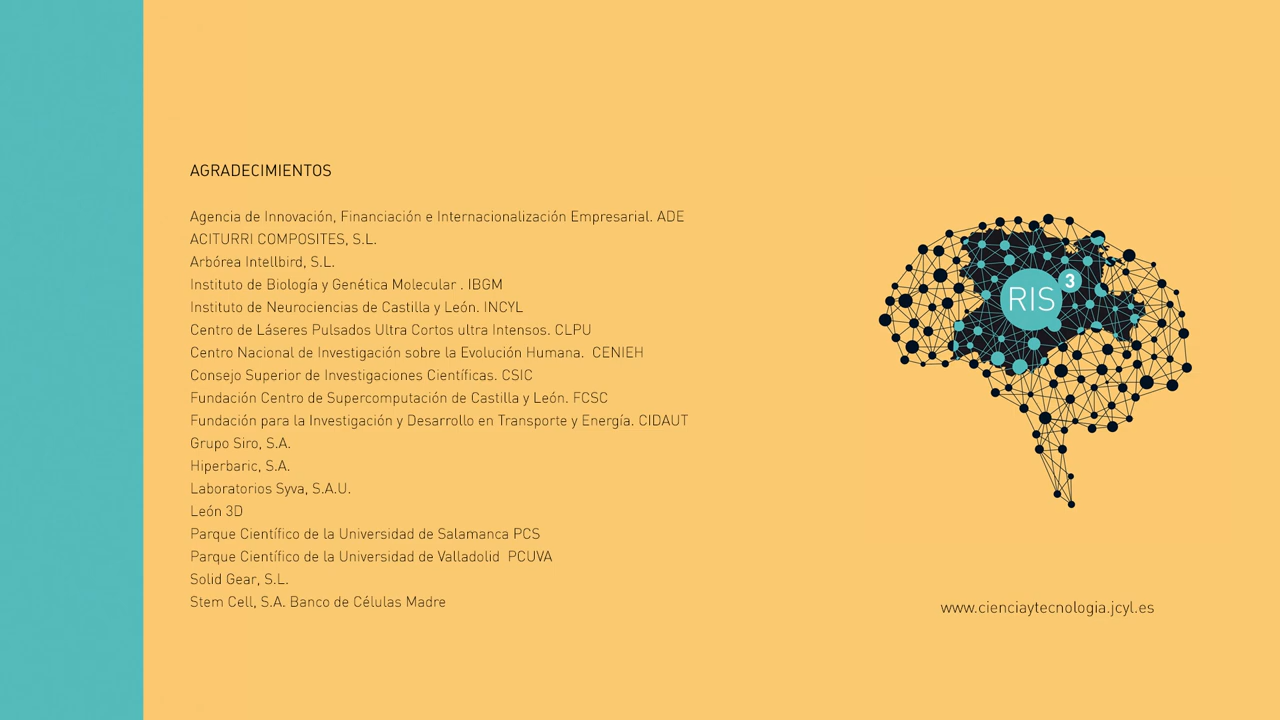 AGRADECIMIENTOS
Agencia de Innovación, Financiación e Internacionalización Empresarial. ADE
ACITURRI COMPOSITES, S.L.
Arbórea Intellbird, S.L.
Instituto de Biología y Genética Molecular . IBGM
Instituto de Neurociencias de Castilla y León. INCYL
Centro de Láseres Pulsados Ultra Cortos ultra Intensos. CLPU
Centro Nacional de Investigación sobre la Evolución Humana.  CENIEH
Consejo Superior de Investigaciones Científicas. CSIC
Fundación Centro de Supercomputación de Castilla y León. FCSC
Fundación para la Investigación y Desarrollo en Transporte y Energía. CIDAUT
Grupo Siro, S.A.
Hiperbaric, S.A.
Laboratorios Syva, S.A.U.
León 3D
Parque Científico de la Universidad de Salamanca PCS
Parque Científico de la Universidad de Valladolid  PCUVA
Solid Gear, S.L.
Stem Cell, S.A. Banco de Células Madre
RIS 3
www.cienciaytecnologia.jcyl.es